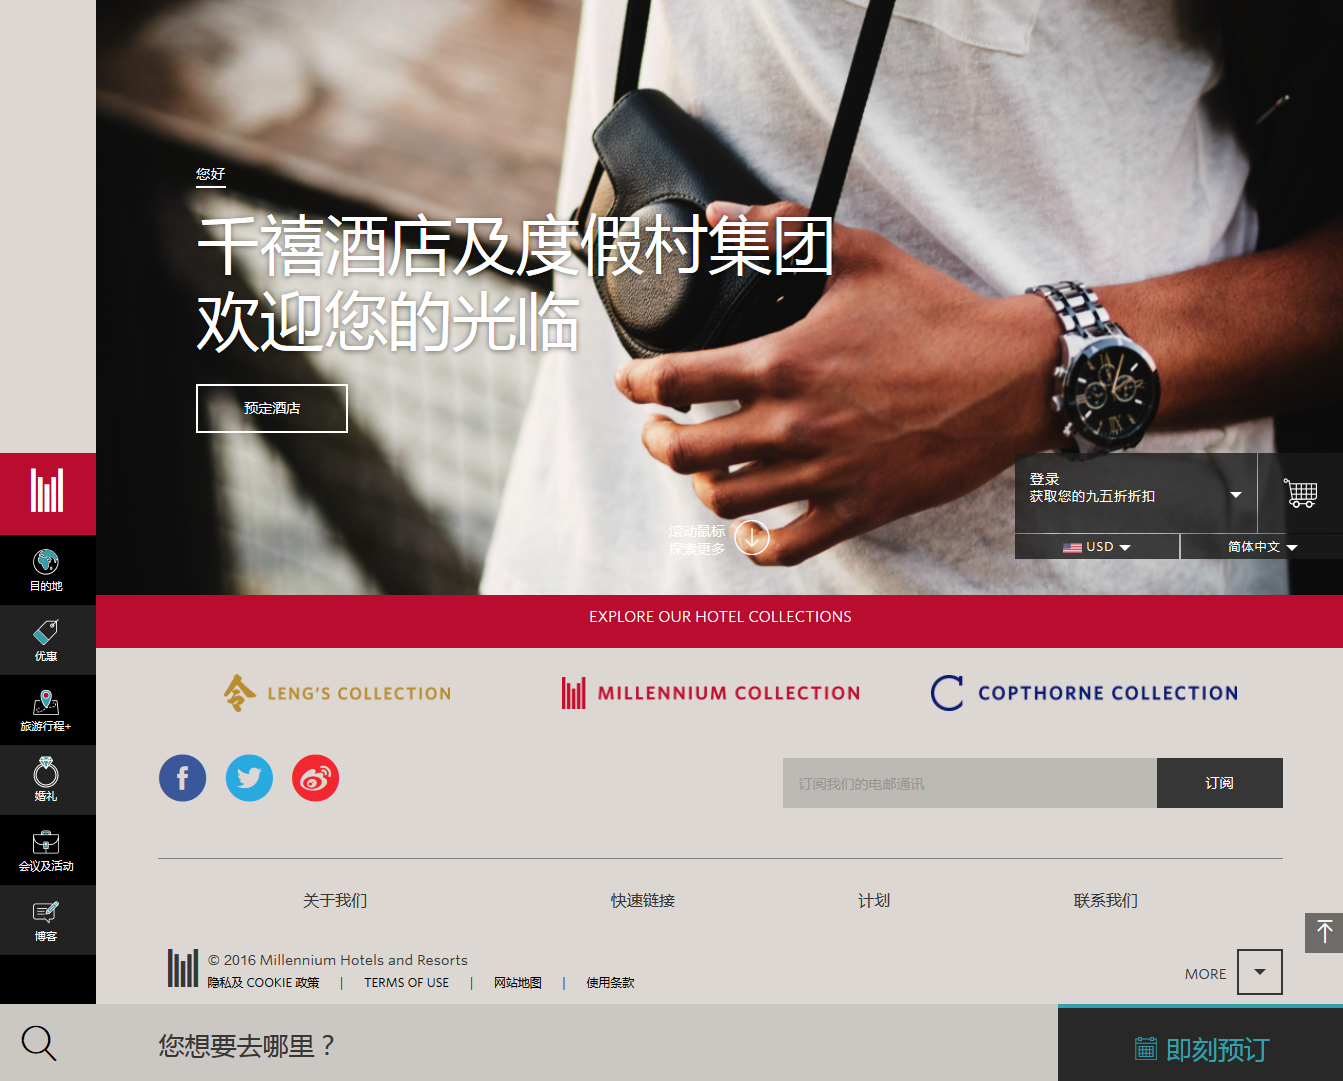 您好
千禧酒店及度假村集团
欢迎您的光临
预定酒店
登录
获取您的九五折折扣
USD
简体中文
滚动鼠标
探索更多
目的地
优惠
旅游行程+
婚礼
会议及活动
博客
EXPLORE OUR HOTEL COLLECTIONS
LENG'S COLLECTION
MILLENNIUM COLLECTION
COPTHORNE COLLECTION
订阅我们的电邮通讯
订阅
关于我们
快速链接
计划
联系我们
© 2016 Millennium Hotels and Resorts
隐私及 COOKIE 政策 | TERMS OF USE | 网站地图 | 使用条款
MORE
您想要去哪里？
即刻预订